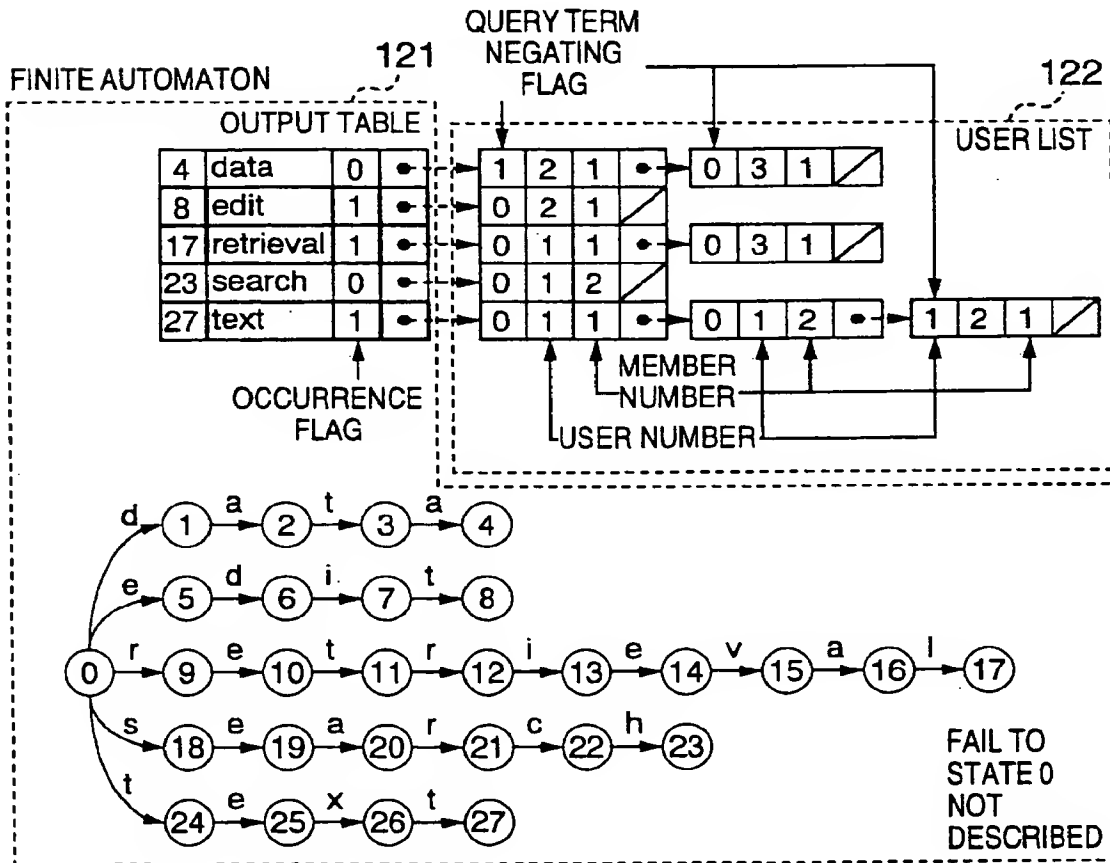 QUERY TERM
NEGATING
FLAG
121
122
FINITE AUTOMATON
OUTPUT TABLE
USER LIST
4 data 0 1 2 1 0 3 1
8 edit 1 0 2 1
17 retrieval 1 0 1 1 0 3 1
23 search 0 0 1 2
27 text 1 0 1 1 0 1 2 1 2 1
MEMBER
NUMBER
OCCURRENCE
FLAG
USER NUMBER
d 1 a 2 t 3 a 4
e 5 d 6 i 7 t 8
0 r 9 e 10 t 11 r 12 i 13 e 14 v 15 a 16 l 17
s 18 e 19 a 20 r 21 c 22 h 23
t 24 e 25 x 26 t 27
FAIL TO
STATE 0
NOT
DESCRIBED